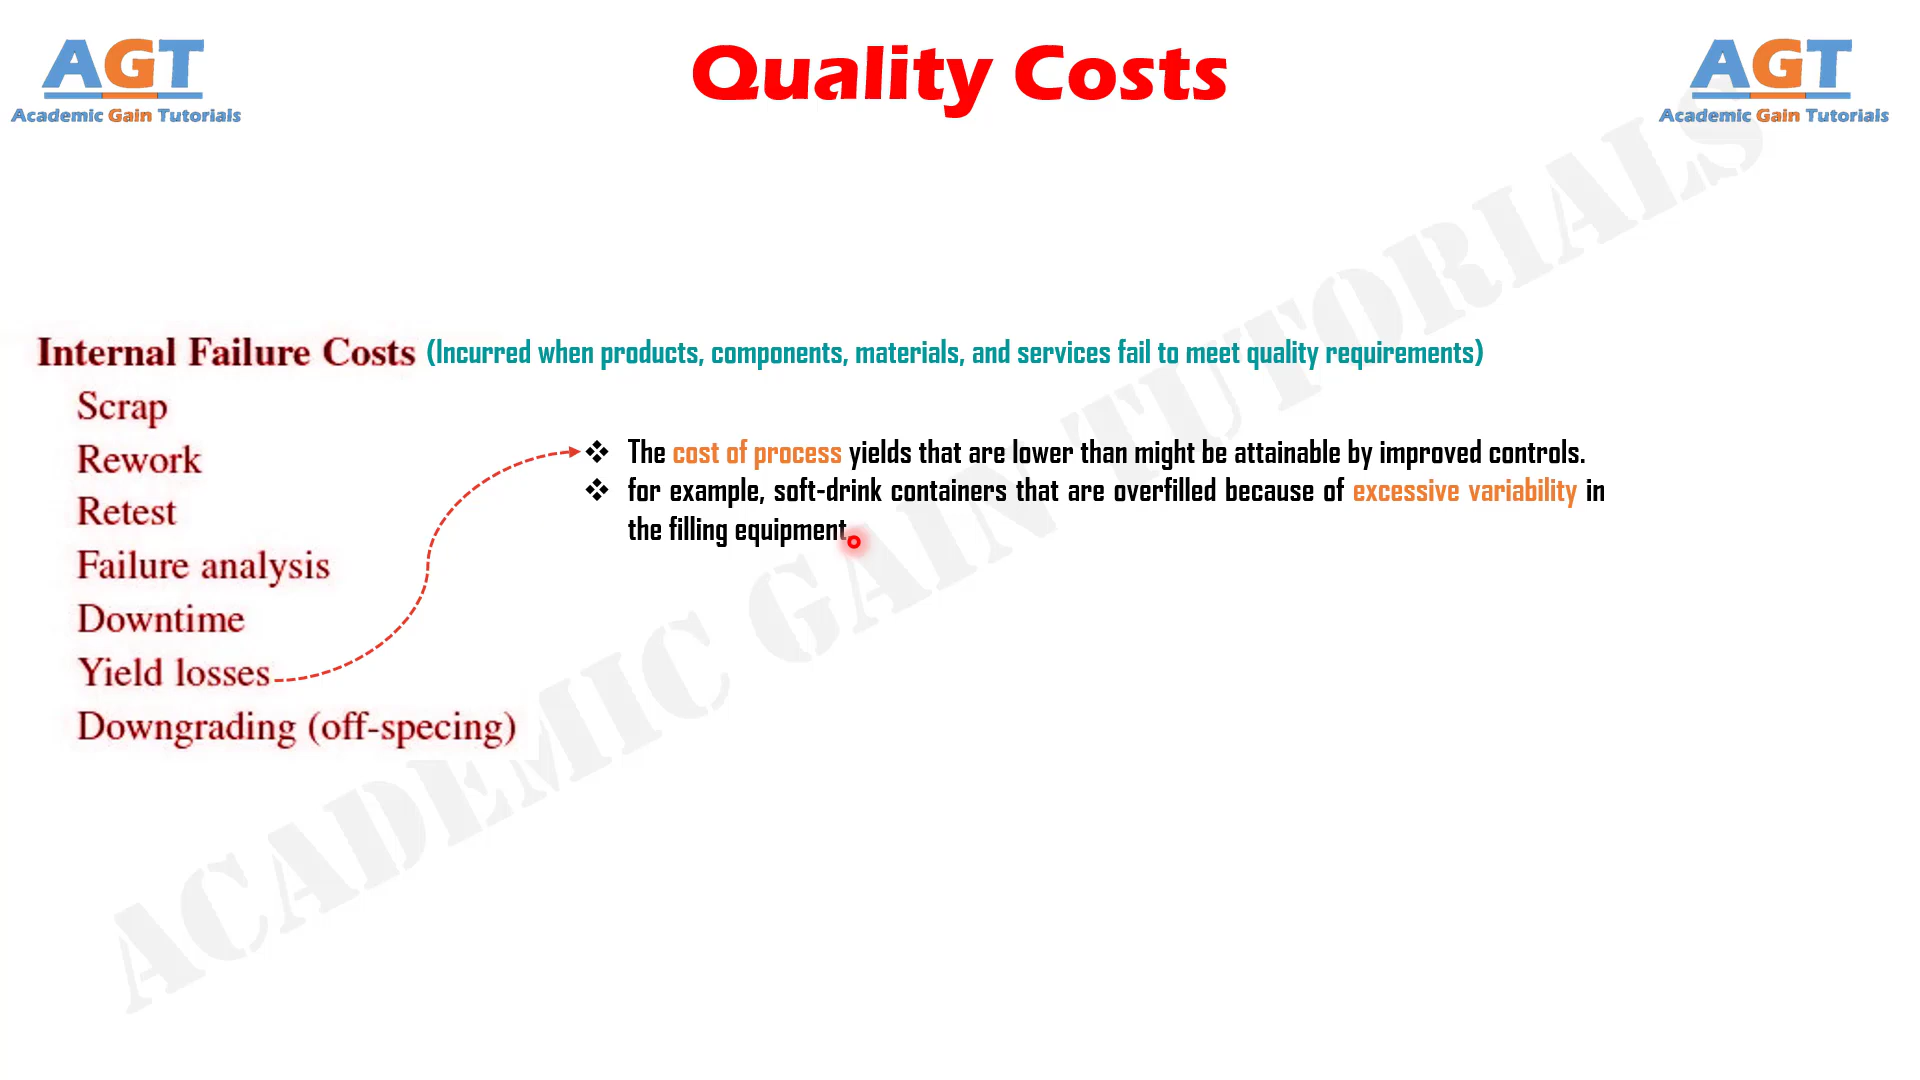 AGT
Academic Gain Tutorials
Quality Costs
AGT
Academic Gain Tutorials
Internal Failure Costs (Incurred when products, components, materials, and services fail to meet quality requirements)
Scrap
Rework
Retest
Failure analysis
Downtime
Yield losses
Downgrading (off-specing)
❖ The cost of process yields that are lower than might be attainable by improved controls.
❖ for example, soft-drink containers that are overfilled because of excessive variability in
the filling equipment.
ACADEMIC GAIN TUTORIALS